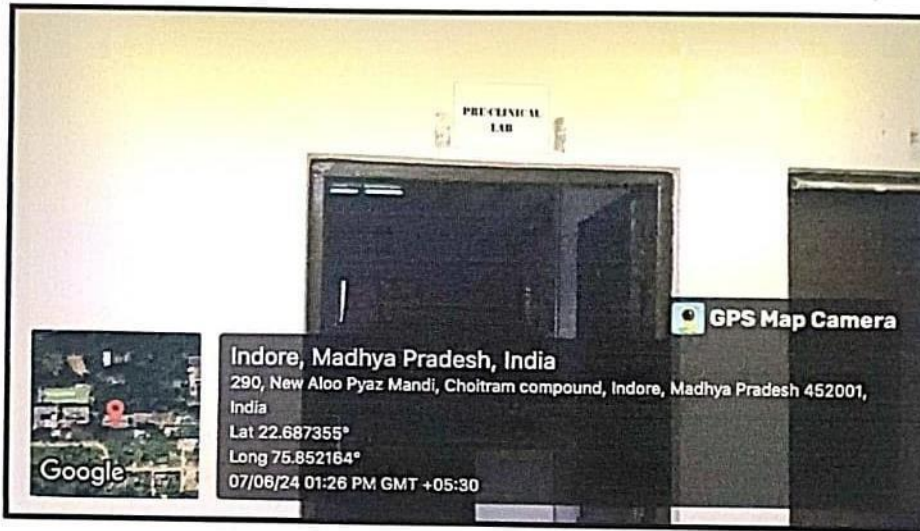 PRE-CLINICAL
LAB
GPS Map Camera
Indore, Madhya Pradesh, India
290, New Aloo Pyaz Mandi, Choitram compound, Indore, Madhya Pradesh 452001,
India
Lat 22.687355°
Long 75.852164°
07/06/24 01:26 PM GMT +05:30
Google